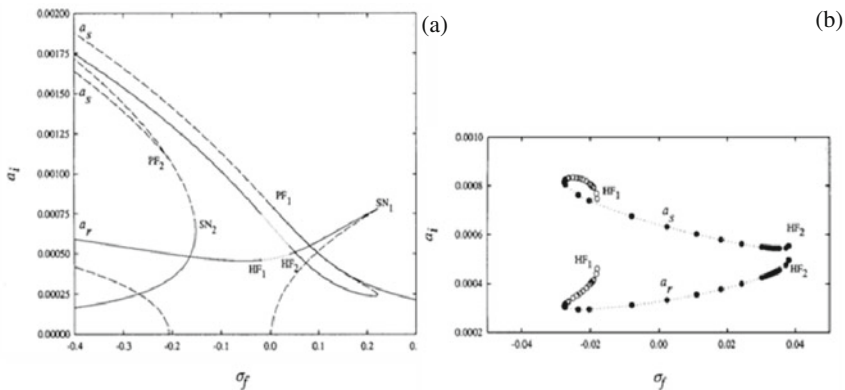 (a)
0.00200
0.00175
0.00150
0.00125
0.00100
0.00075
0.00050
0.00025
0.00000
a_i
a_s
a_s
a_r
PF_2
SN_2
PF_1
SN_1
HF_1
HF_2
-0.4 -0.3 -0.2 -0.1 0.0 0.1 0.2 0.
σ_f
(b)
0.0010
0.0008
0.0006
0.0004
0.0002
a_i
HF_1
a_s
HF_2
HF_1
a_r
HF_2
-0.04 -0.02 0.00 0.02 0.04
σ_f